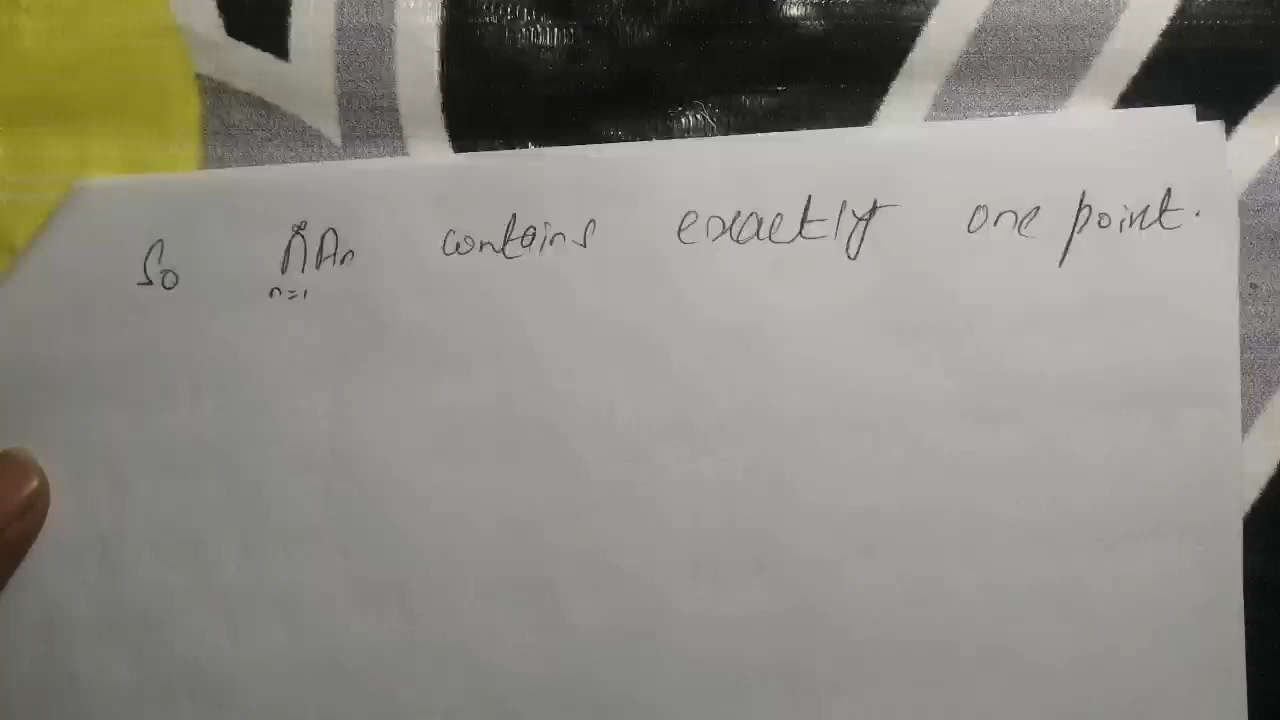 So ∞⋂n=1 An contains exactly one point.